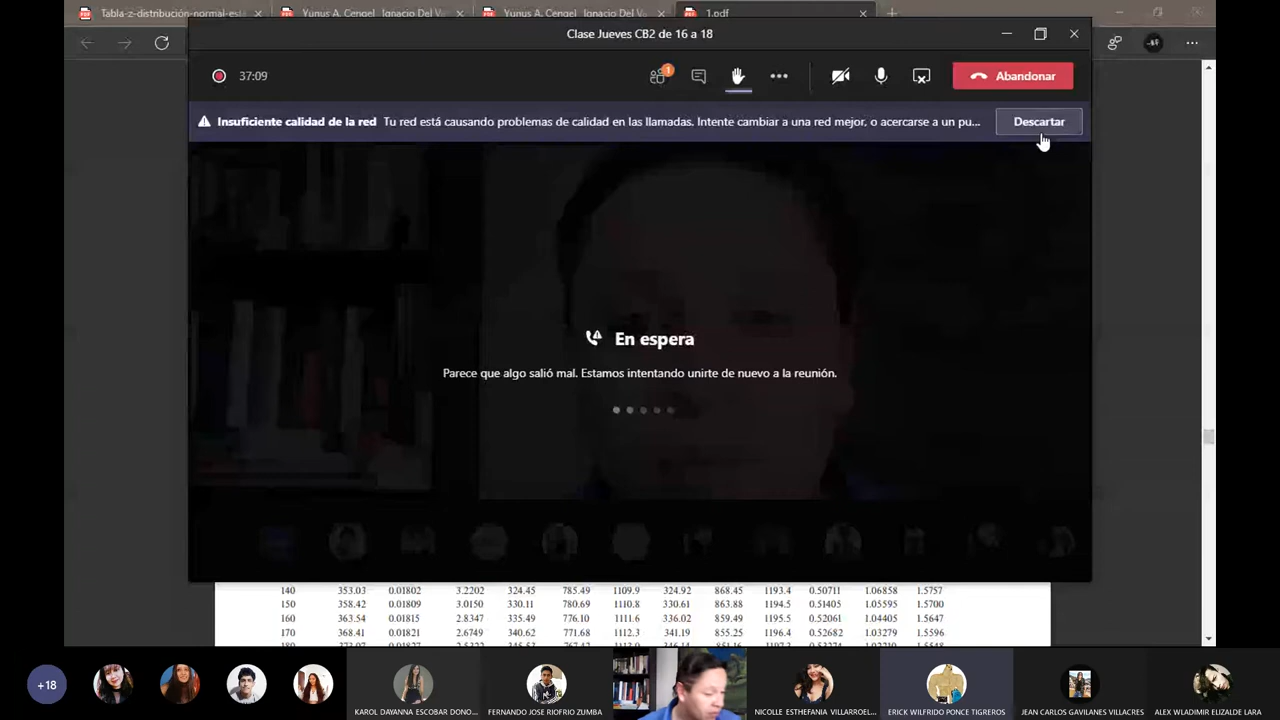 Tabla-z-distribución-normal-es
Yunus A. Cengel_ Ignacio Del V
Yunus A. Cengel_ Ignacio Del V
1.pdf
Clase Jueves CB2 de 16 a 18
37:09
1
Abandonar
Insuficiente calidad de la red Tu red está causando problemas de calidad en las llamadas. Intente cambiar a una red mejor, o acercarse a un pu...
Descartar
En espera
Parece que algo salió mal. Estamos intentando unirte de nuevo a la reunión.
140 353.03 0.01802 3.2202 324.45 785.49 1109.9 324.92 868.45 1193.4 0.50711 1.06868 1.5757
150 358.42 0.01809 3.0150 330.11 780.69 1110.8 330.61 863.88 1194.5 0.51405 1.05595 1.5700
160 363.54 0.01815 2.8347 335.49 776.10 1111.6 336.02 859.49 1195.5 0.52061 1.04405 1.5647
170 368.41 0.01821 2.6749 340.62 771.68 1112.3 341.19 855.25 1196.4 0.52682 1.03279 1.5596
+18
KAROL DAYANNA ESCOBAR DONO...
FERNANDO JOSE RIOFRIO ZUMBA
NICOLLE ESTHEFANIA VILLARROEL...
ERICK WILFRIDO PONCE TIGREROS
JEAN CARLOS GAVILANES VILLACRES
ALEX WLADIMIR ELIZALDE LARA